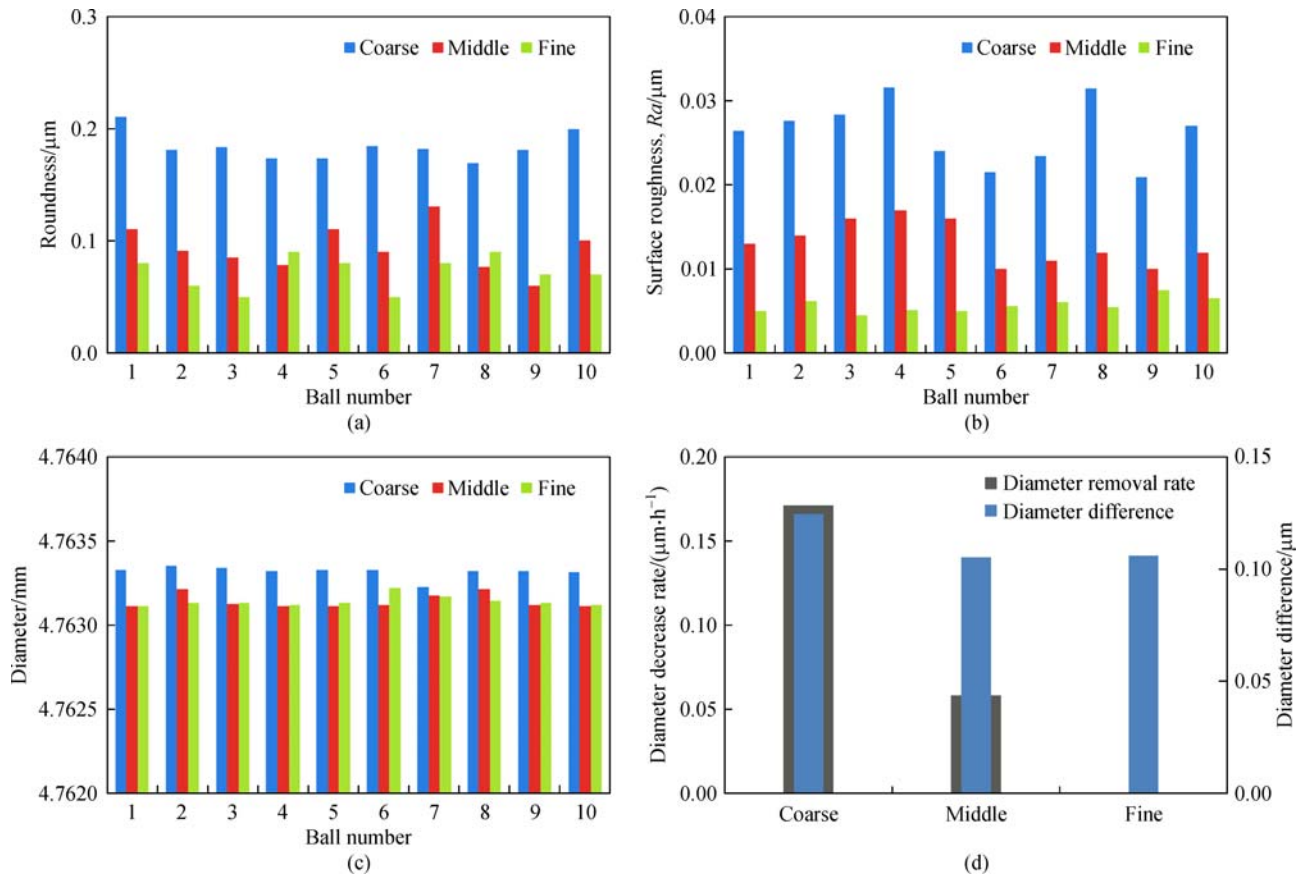 0.3
Coarse Middle Fine
0.2
0.1
0.0
Roundness/μm
1 2 3 4 5 6 7 8 9 10
Ball number
(a)
0.04
Coarse Middle Fine
0.03
0.02
0.01
0.00
Surface roughness, Ra/μm
1 2 3 4 5 6 7 8 9 10
Ball number
(b)
4.7640
Coarse Middle Fine
4.7635
4.7630
4.7625
4.7620
Diameter/mm
1 2 3 4 5 6 7 8 9 10
Ball number
(c)
0.20
0.15
0.10
0.05
0.00
Diameter decrease rate/(μm·h⁻¹)
Diameter removal rate
Diameter difference
0.15
0.10
0.05
0.00
Diameter difference/μm
Coarse Middle Fine
(d)